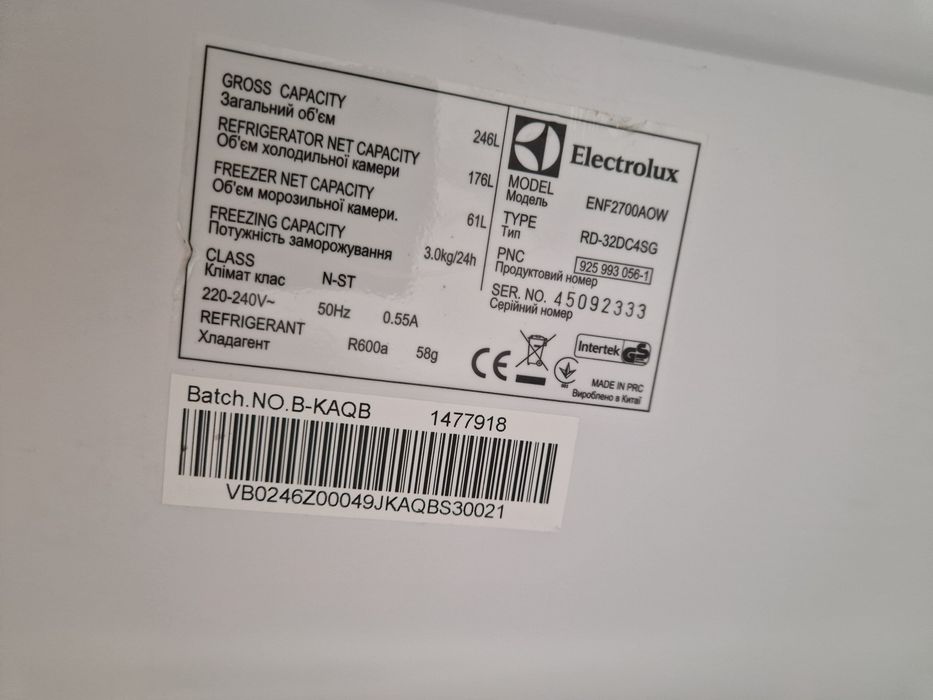 GROSS CAPACITY 246L
Загальний об'єм
REFRIGERATOR NET CAPACITY 176L
Об'єм холодильної камери
FREEZER NET CAPACITY 61L
Об'єм морозильної камери.
FREEZING CAPACITY 3.0kg/24h
Потужність заморожування
CLASS N-ST
Клімат клас
220-240V~ 50Hz 0.55A
REFRIGERANT R600a 58g
Хладагент
Electrolux
MODEL ENF2700AOW
Модель
TYPE RD-32DC4SG
Тип
PNC 925 993 056-1
Продуктовий номер
SER. NO. 45092333
Серійний номер
CE
Intertek GS
MADE IN PRC
Вироблено в Китаї
Batch.NO.B-KAQB 1477918
VB0246Z00049JKAQBS30021